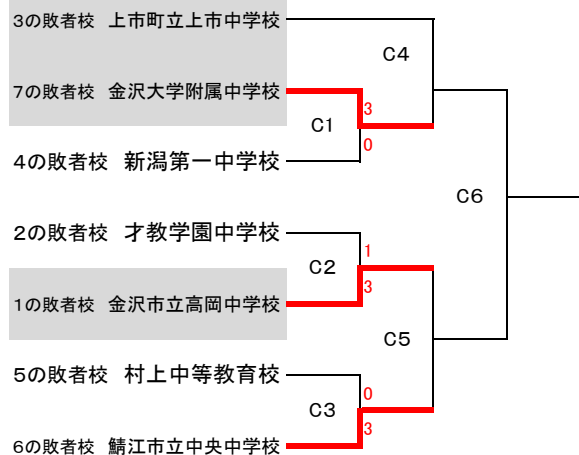 3の敗者校 上市町立上市中学校
C4
7の敗者校 金沢大学附属中学校
3
C1
0
4の敗者校 新潟第一中学校
C6
2の敗者校 才教学園中学校
1
C2
3
1の敗者校 金沢市立高岡中学校
C5
5の敗者校 村上中等教育校
0
C3
3
6の敗者校 鯖江市立中央中学校